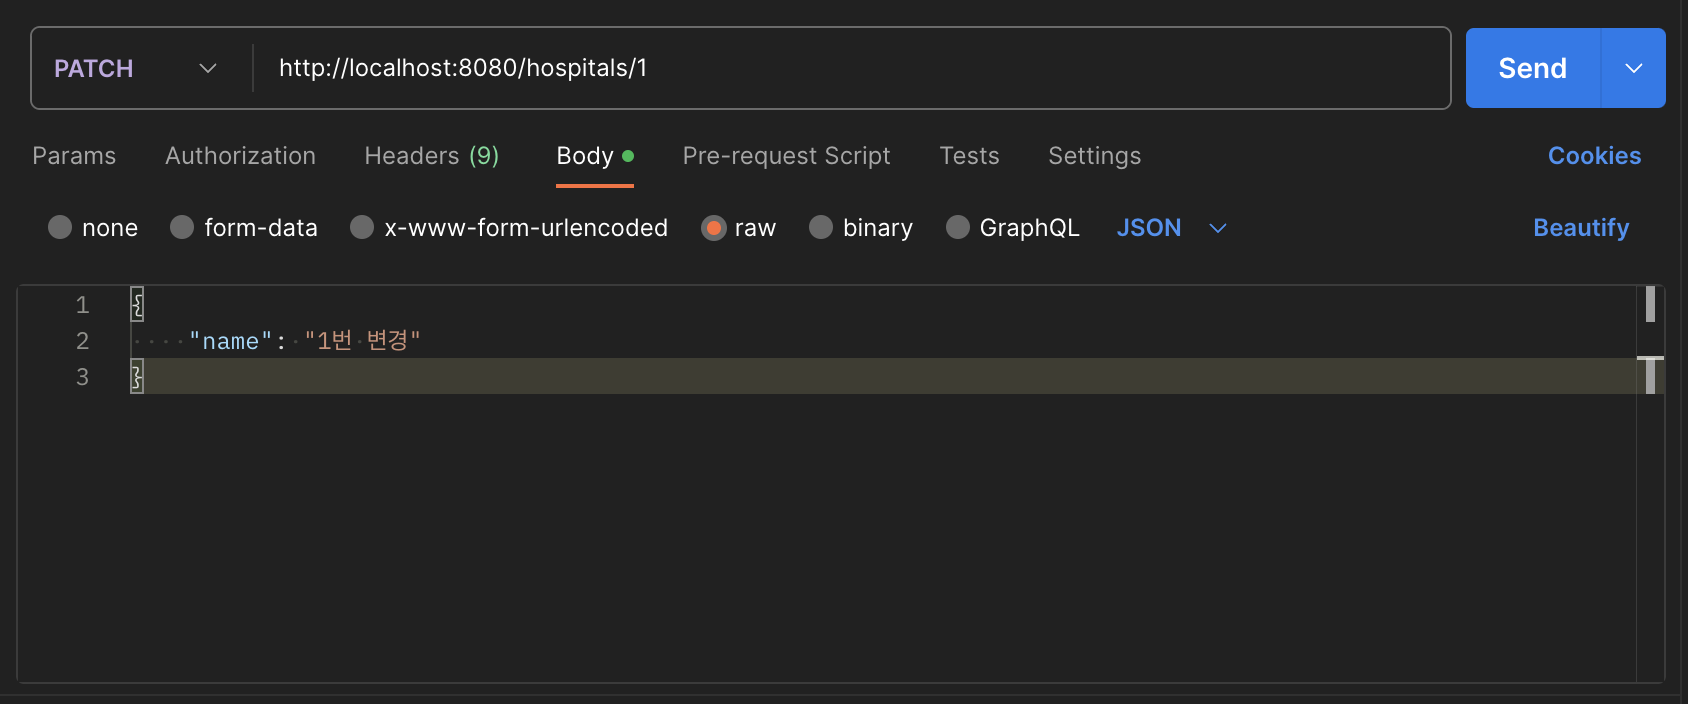 PATCH http://localhost:8080/hospitals/1 Send
Params Authorization Headers (9) Body Pre-request Script Tests Settings Cookies
none form-data x-www-form-urlencoded raw binary GraphQL JSON Beautify
1 {
2 "name": "1번 변경"
3 }